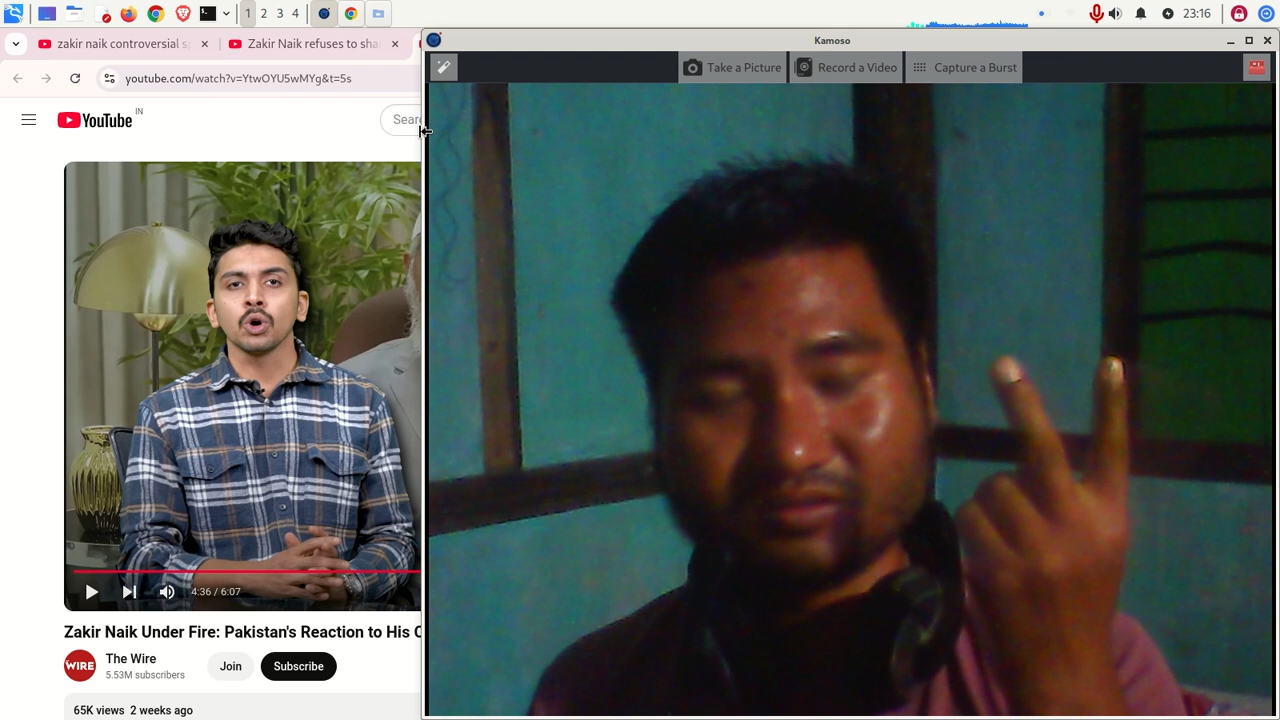 1 2 3 4
23:16
zakir naik controversial s
Zakir Naik refuses to sha
Kamoso
youtube.com/watch?v=YtwOYU5wMYg&t=5s
Take a Picture
Record a Video
Capture a Burst
YouTube IN
Sear
4:36 / 6:07
Zakir Naik Under Fire: Pakistan's Reaction to His C
WIRE
The Wire
5.53M subscribers
Join
Subscribe
65K views 2 weeks ago